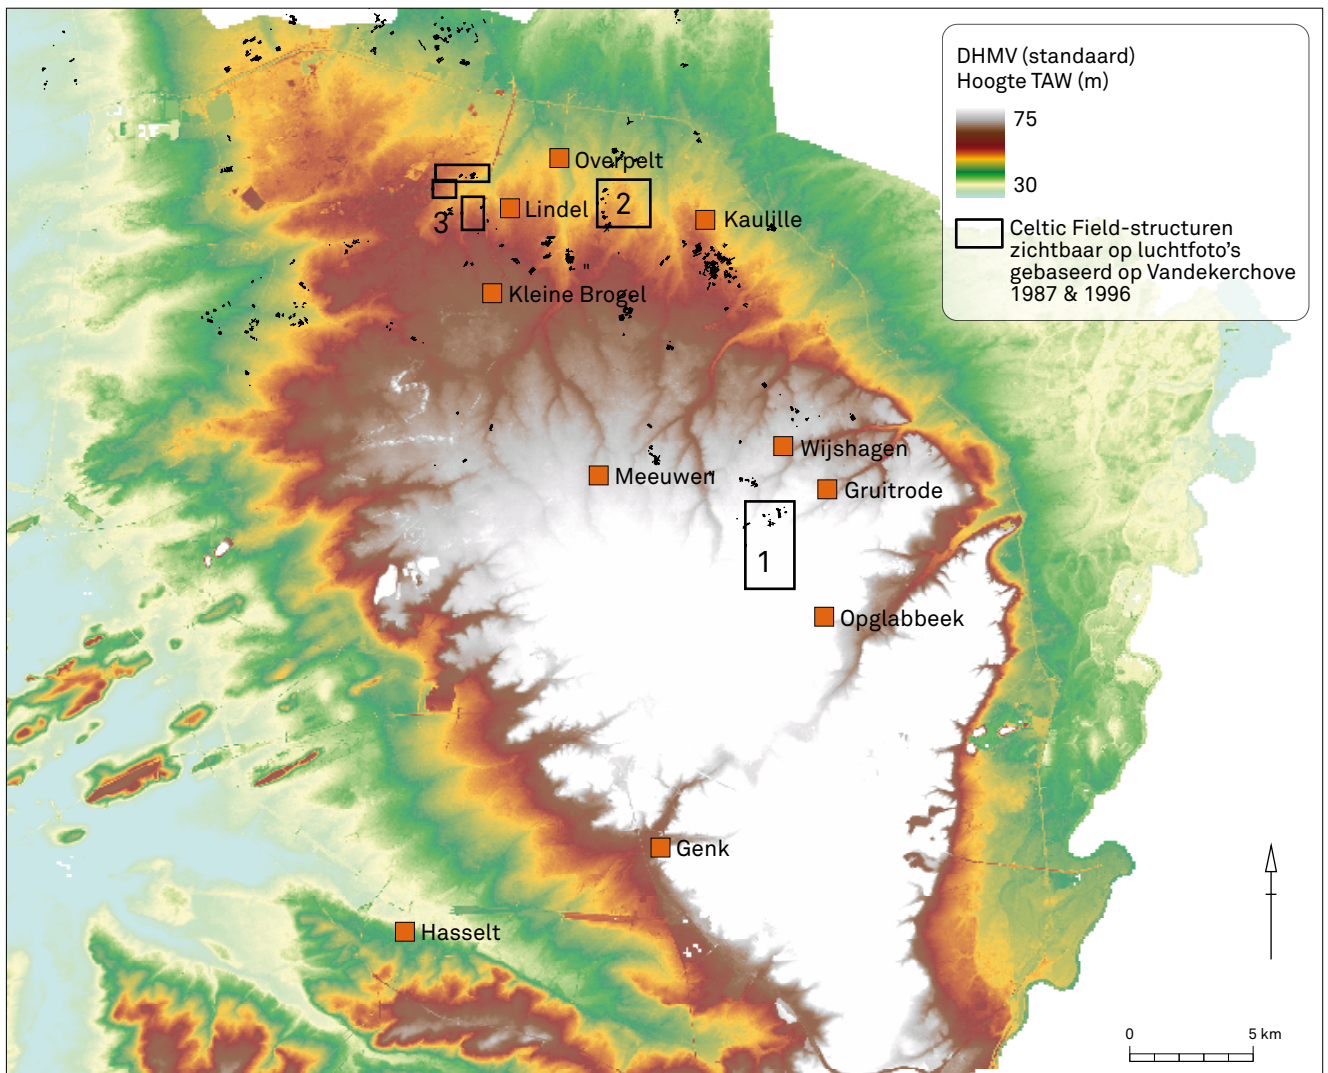 DHMV (standaard)
Hoogte TAW (m)
75
30
Celtic Field-structuren
zichtbaar op luchtfoto's
gebaseerd op Vandekerchove
1987 & 1996
Overpelt
Lindel
2
3
Kaulille
Kleine Brogel
Wijshagen
Meeuwen
Gruitrode
1
Opglabbeek
Genk
Hasselt
0 5 km